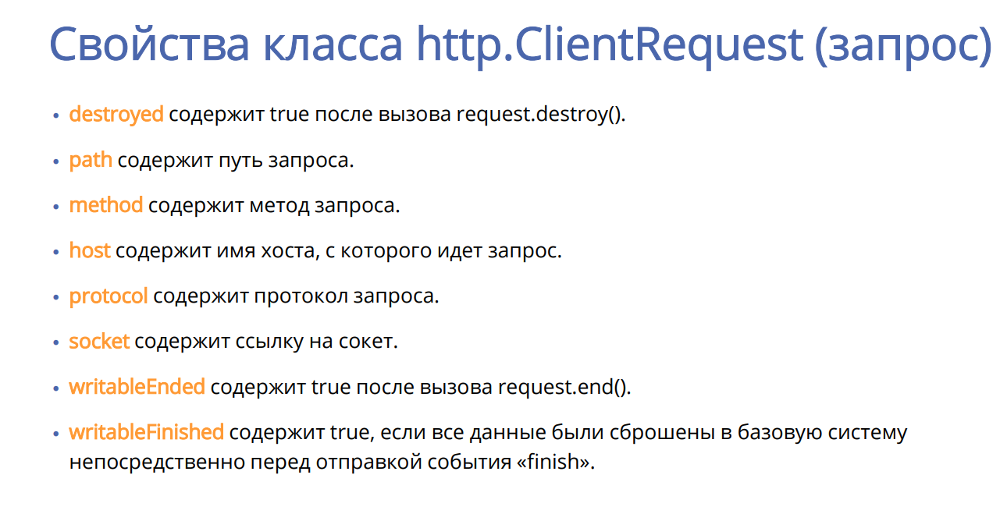 Свойства класса http.ClientRequest (запрос)
• destroyed содержит true после вызова request.destroy().
• path содержит путь запроса.
• method содержит метод запроса.
• host содержит имя хоста, с которого идет запрос.
• protocol содержит протокол запроса.
• socket содержит ссылку на сокет.
• writableEnded содержит true после вызова request.end().
• writableFinished содержит true, если все данные были сброшены в базовую систему
непосредственно перед отправкой события «finish».